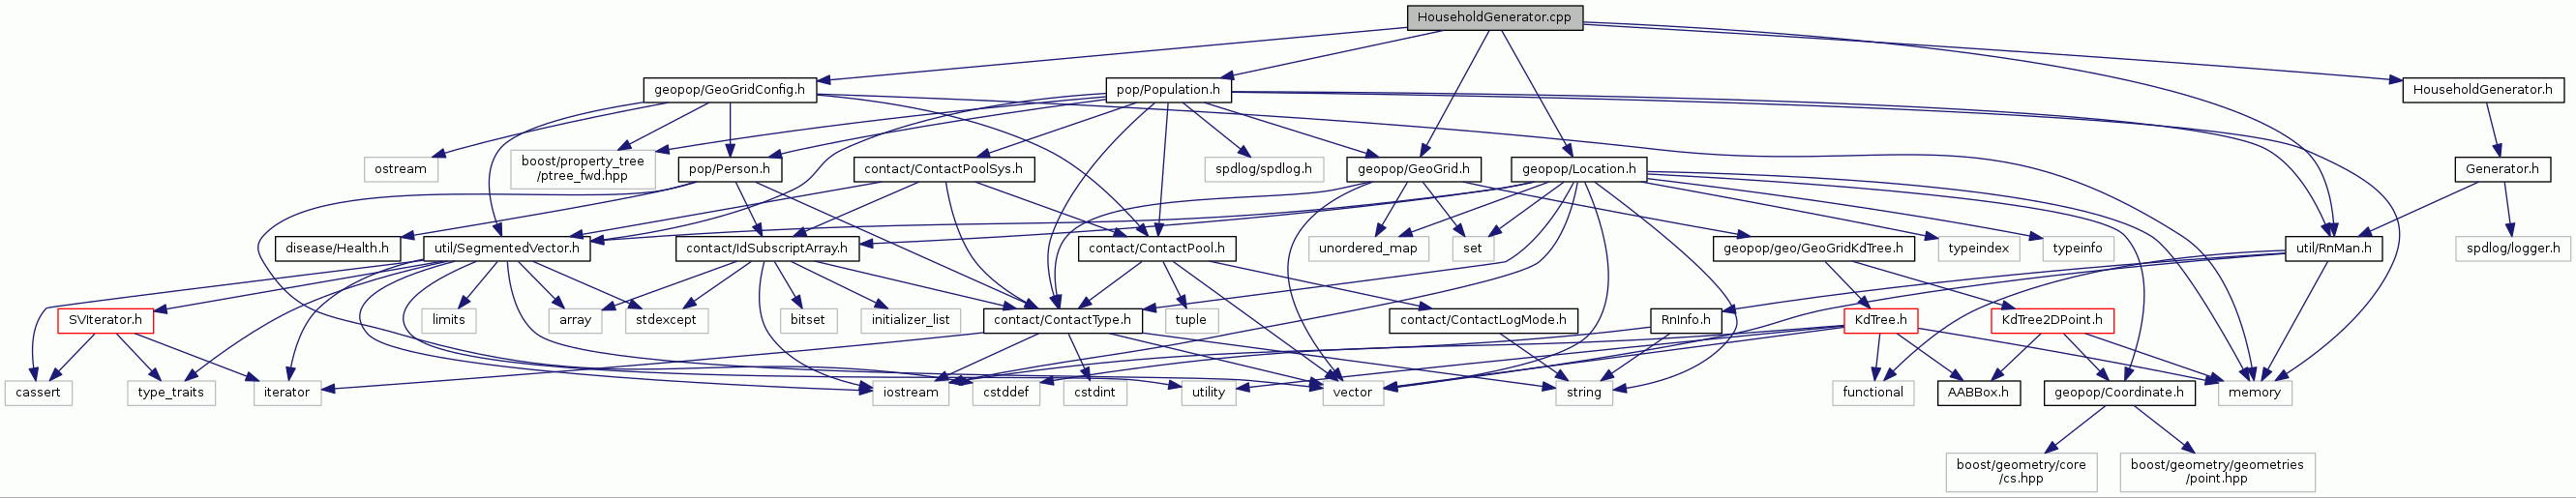 HouseholdGenerator.cpp
geopop/GeoGridConfig.h
pop/Population.h
HouseholdGenerator.h
ostream
boost/property_tree
/ptree_fwd.hpp
pop/Person.h
contact/ContactPoolSys.h
spdlog/spdlog.h
geopop/GeoGrid.h
geopop/Location.h
Generator.h
disease/Health.h
util/SegmentedVector.h
contact/IdSubscriptArray.h
contact/ContactPool.h
unordered_map
set
geopop/geo/GeoGridKdTree.h
typeindex
typeinfo
util/RnMan.h
spdlog/logger.h
SVIterator.h
limits
array
stdexcept
bitset
initializer_list
contact/ContactType.h
tuple
contact/ContactLogMode.h
RnInfo.h
KdTree.h
KdTree2DPoint.h
cassert
type_traits
iterator
iostream
cstddef
cstdint
utility
vector
string
functional
AABBox.h
geopop/Coordinate.h
memory
boost/geometry/core
/cs.hpp
boost/geometry/geometries
/point.hpp